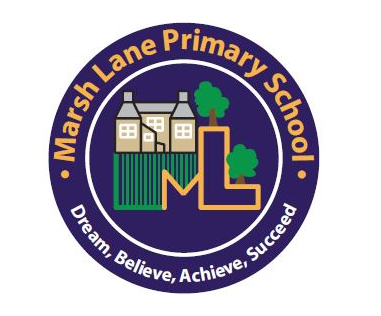 • Marsh Lane Primary School •
ML
Dream, Believe, Achieve, Succeed